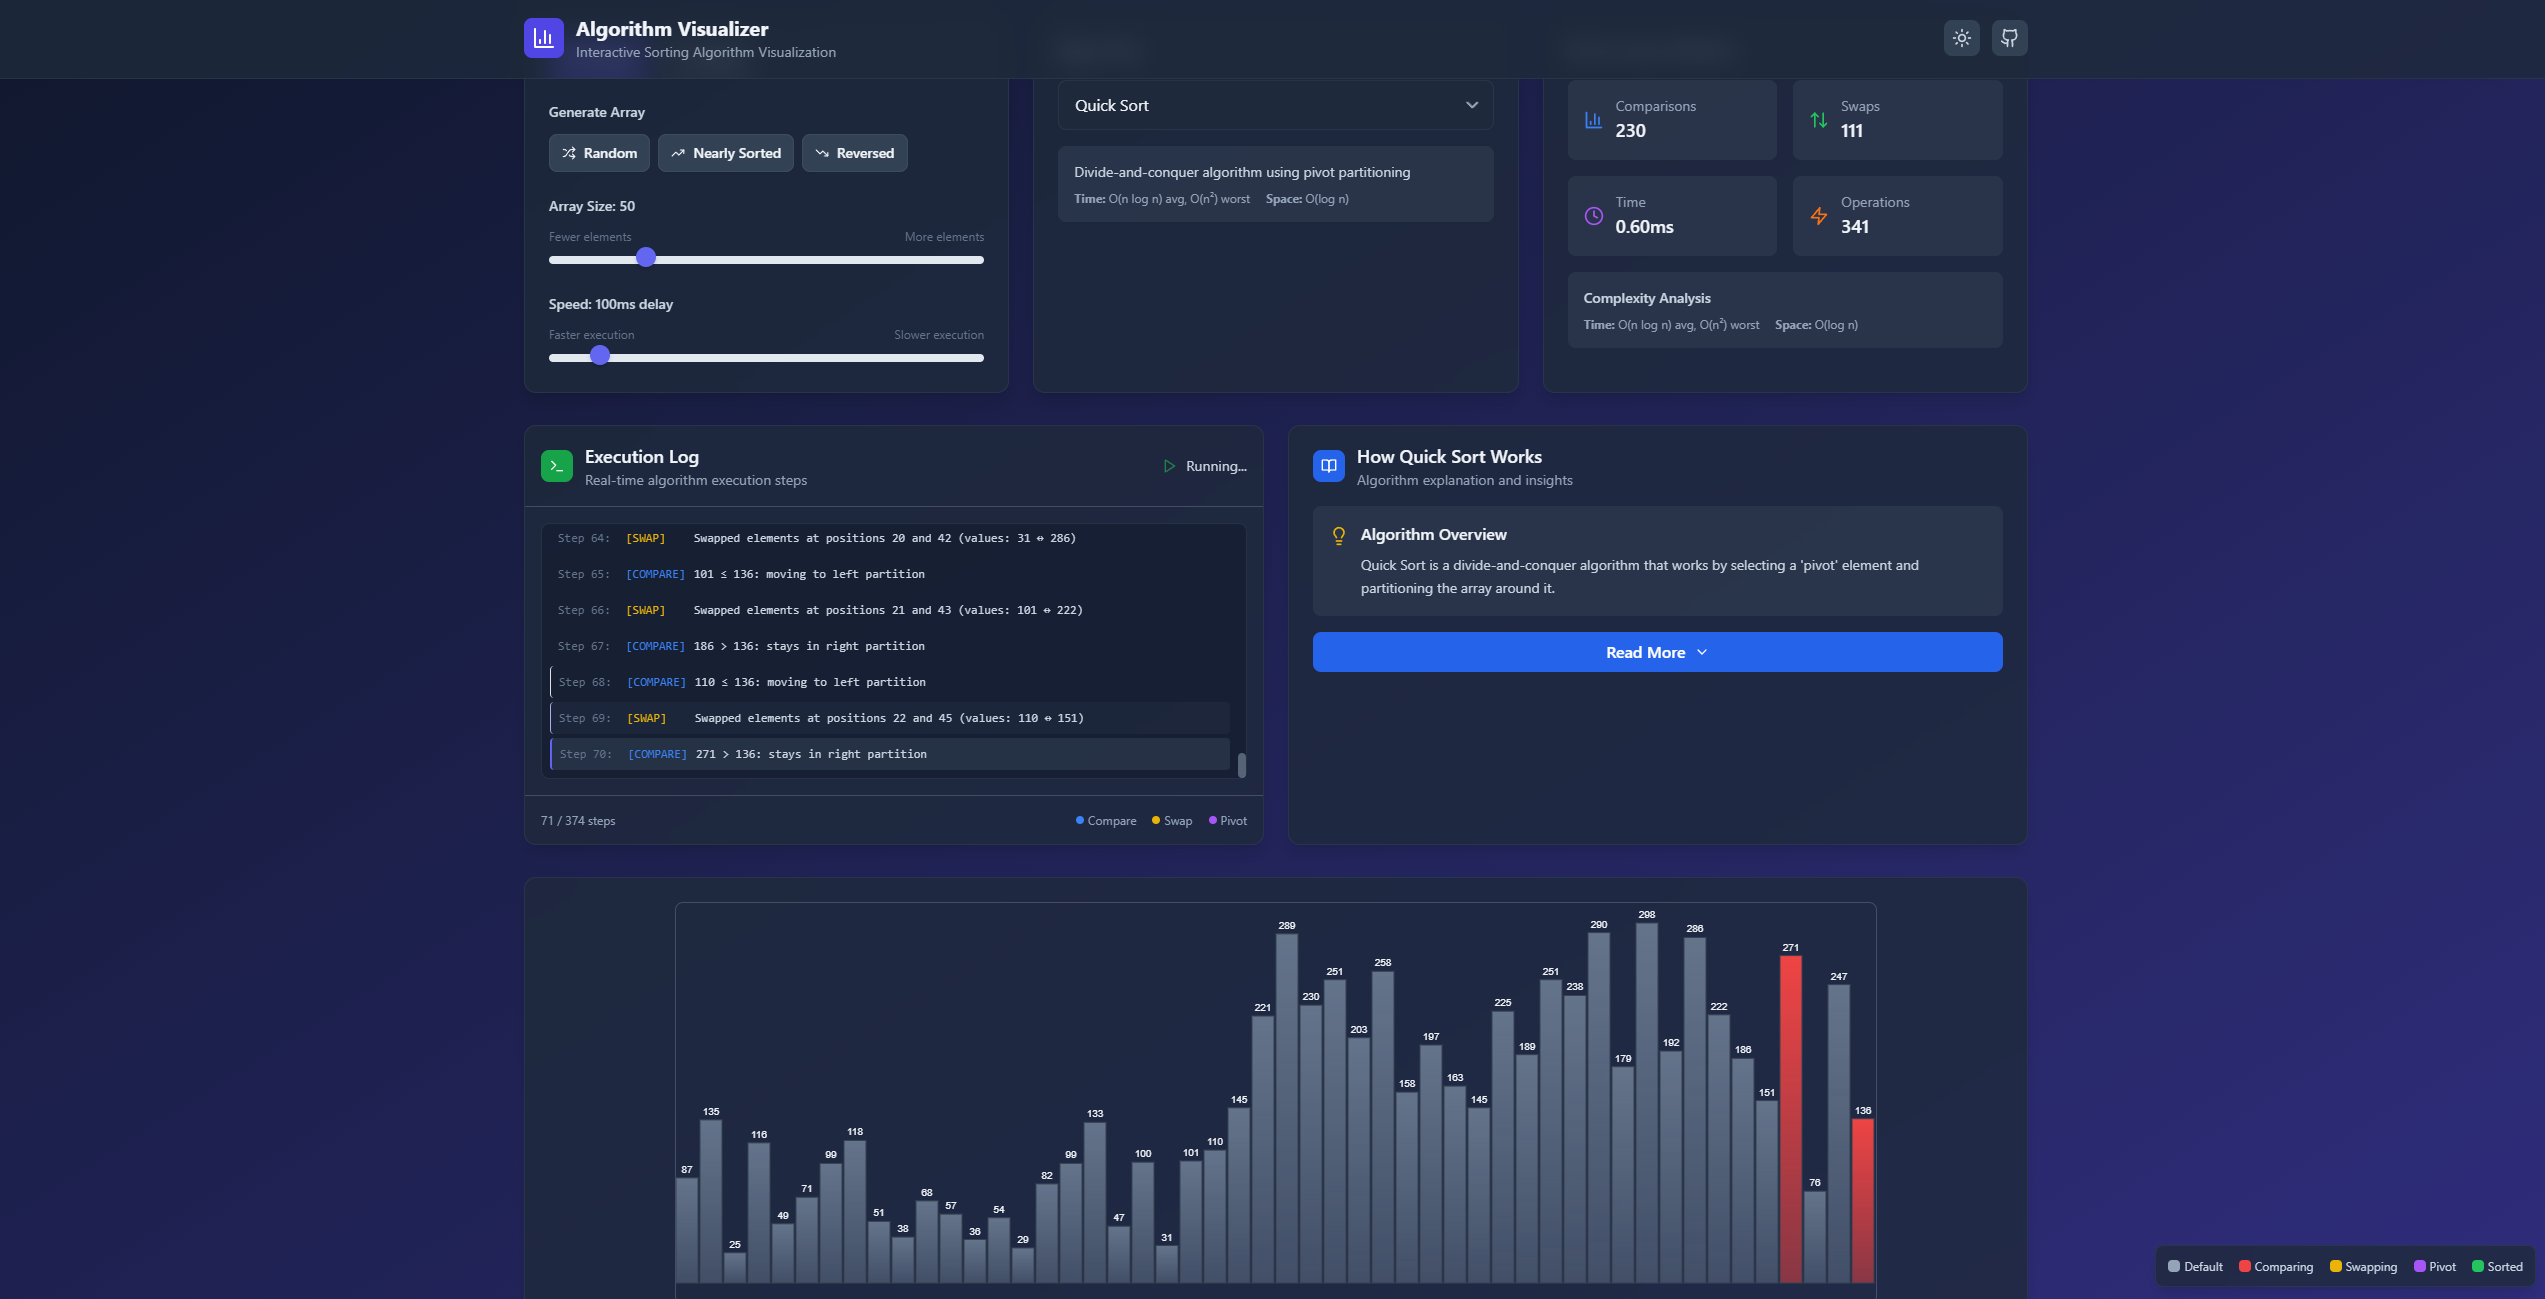 Algorithm Visualizer
Interactive Sorting Algorithm Visualization
Generate Array
Random
Nearly Sorted
Reversed
Array Size: 50
Fewer elements
More elements
Speed: 100ms delay
Faster execution
Slower execution
Quick Sort
Divide-and-conquer algorithm using pivot partitioning
Time: O(n log n) avg, O(n²) worst Space: O(log n)
Comparisons
230
Swaps
111
Time
0.60ms
Operations
341
Complexity Analysis
Time: O(n log n) avg, O(n²) worst Space: O(log n)
Execution Log
Real-time algorithm execution steps
Running...
Step 64: [SWAP] Swapped elements at positions 20 and 42 (values: 31 ↔ 286)
Step 65: [COMPARE] 101 ≤ 136: moving to left partition
Step 66: [SWAP] Swapped elements at positions 21 and 43 (values: 101 ↔ 222)
Step 67: [COMPARE] 186 > 136: stays in right partition
Step 68: [COMPARE] 110 ≤ 136: moving to left partition
Step 69: [SWAP] Swapped elements at positions 22 and 45 (values: 110 ↔ 151)
Step 70: [COMPARE] 271 > 136: stays in right partition
71 / 374 steps
Compare
Swap
Pivot
How Quick Sort Works
Algorithm explanation and insights
Algorithm Overview
Quick Sort is a divide-and-conquer algorithm that works by selecting a 'pivot' element and
partitioning the array around it.
Read More
87
135
25
116
49
71
99
118
51
38
68
57
36
54
29
82
99
133
47
100
31
101
110
145
221
289
230
251
203
258
158
197
163
145
225
189
251
238
290
179
298
192
286
222
186
151
271
76
247
136
Default
Comparing
Swapping
Pivot
Sorted